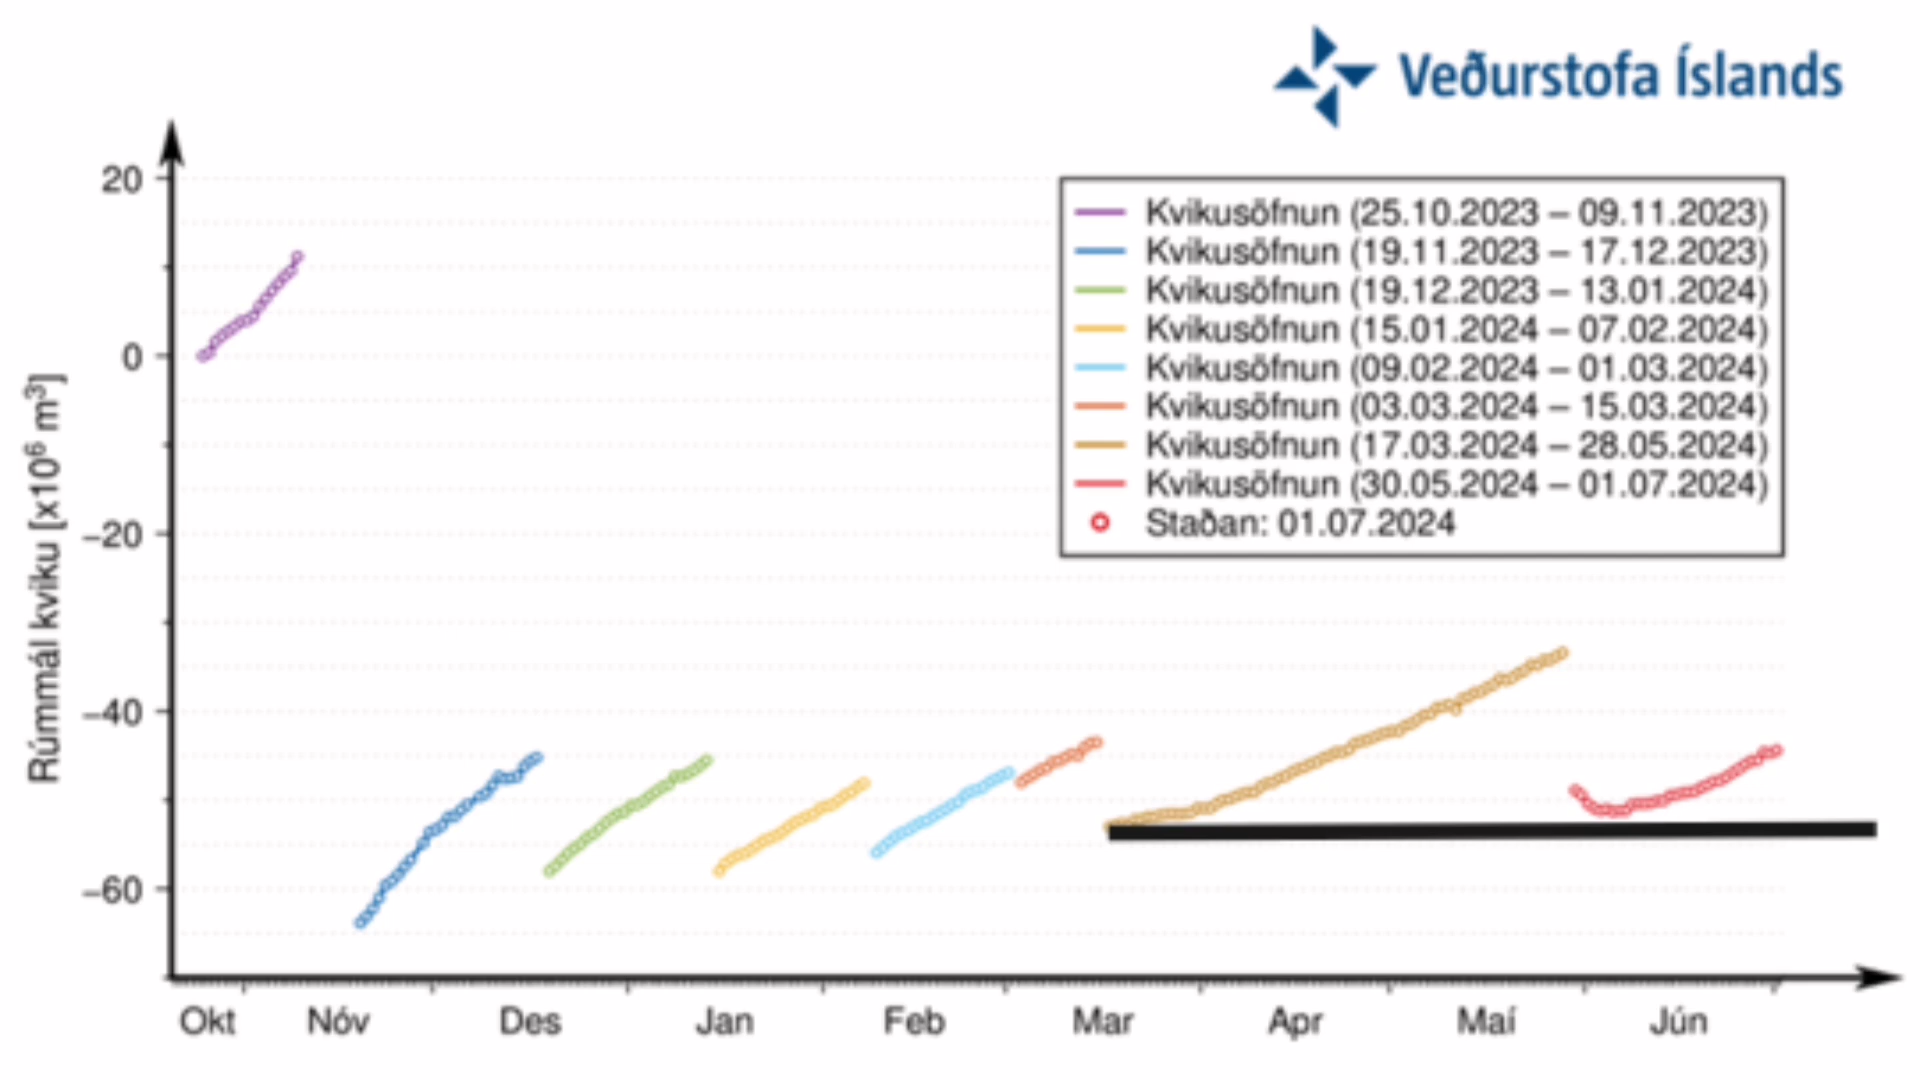 Veðurstofa Íslands
Rúmmál kviku [x10⁶ m³]
20
0
−20
−40
−60
Kvikusöfnun (25.10.2023 – 09.11.2023)
Kvikusöfnun (19.11.2023 – 17.12.2023)
Kvikusöfnun (19.12.2023 – 13.01.2024)
Kvikusöfnun (15.01.2024 – 07.02.2024)
Kvikusöfnun (09.02.2024 – 01.03.2024)
Kvikusöfnun (03.03.2024 – 15.03.2024)
Kvikusöfnun (17.03.2024 – 28.05.2024)
Kvikusöfnun (30.05.2024 – 01.07.2024)
Staðan: 01.07.2024
Okt Nóv Des Jan Feb Mar Apr Maí Jún